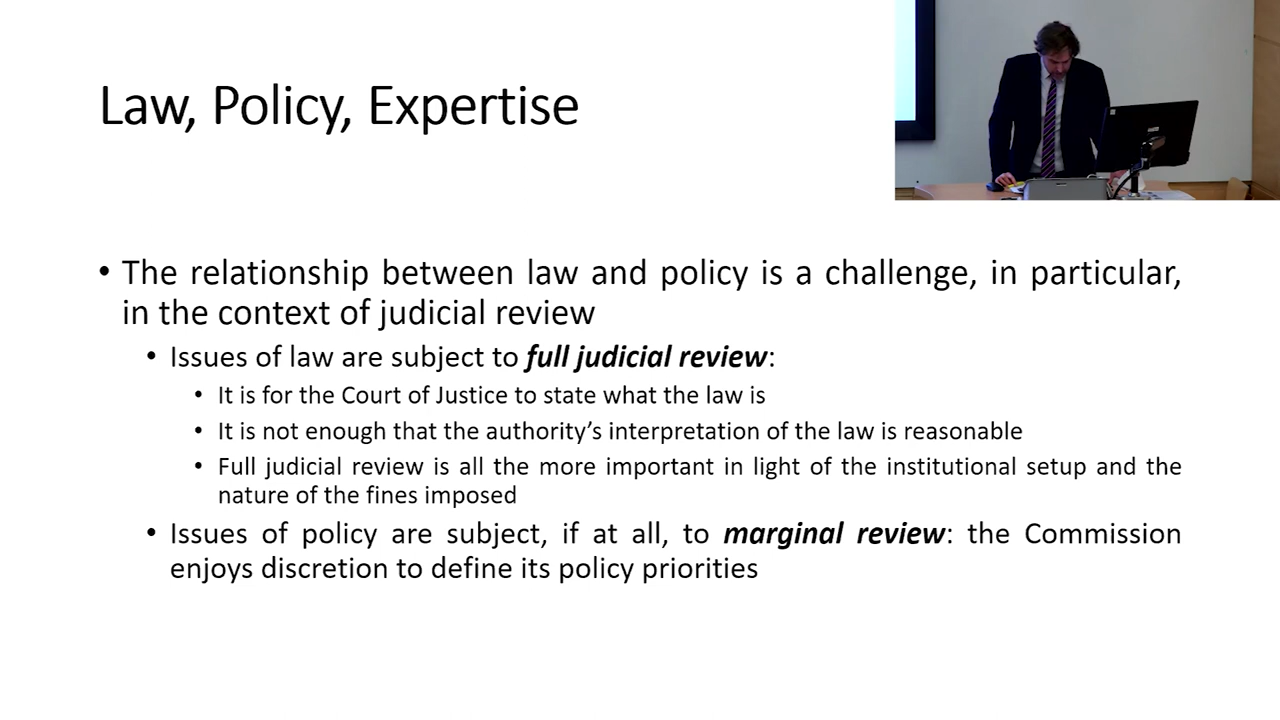 Law, Policy, Expertise
• The relationship between law and policy is a challenge, in particular,
in the context of judicial review
• Issues of law are subject to full judicial review:
• It is for the Court of Justice to state what the law is
• It is not enough that the authority’s interpretation of the law is reasonable
• Full judicial review is all the more important in light of the institutional setup and the
nature of the fines imposed
• Issues of policy are subject, if at all, to marginal review: the Commission
enjoys discretion to define its policy priorities